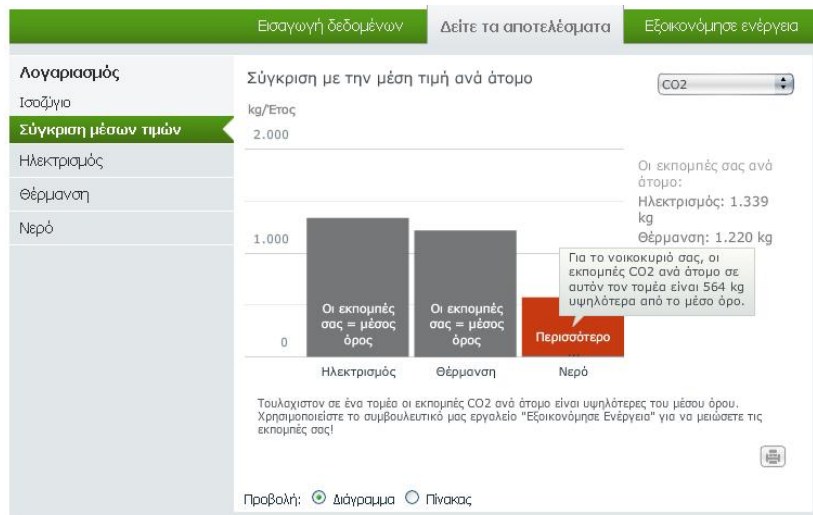 Εισαγωγή δεδομένων
Δείτε τα αποτελέσματα
Εξοικονόμησε ενέργεια
Λογαριασμός
Ισοζύγιο
Σύγκριση μέσων τιμών
Ηλεκτρισμός
Θέρμανση
Νερό
Σύγκριση με την μέση τιμή ανά άτομο
CO2
kg/Έτος
2.000
1.000
0
Οι εκπομπές
σας = μέσος
όρος
Οι εκπομπές
σας = μέσος
όρος
Περισσότερο
...
Ηλεκτρισμός
Θέρμανση
Νερό
Οι εκπομπές σας ανά
άτομο:
Ηλεκτρισμός: 1.339
kg
Θέρμανση: 1.220 kg
Για το νοικοκυριό σας, οι
εκπομπές CO2 ανά άτομο σε
αυτόν τον τομέα είναι 564 kg
υψηλότερα από το μέσο όρο.
Τουλαχιστον σε ένα τομέα οι εκπομπές CO2 ανά άτομο είναι υψηλότερες του μέσου όρου.
Χρησιμοποιείστε το συμβουλευτικό μας εργαλείο "Εξοικονόμησε Ενέργεια" για να μειώσετε τις
εκπομπές σας!
Προβολή: Διάγραμμα Πίνακας